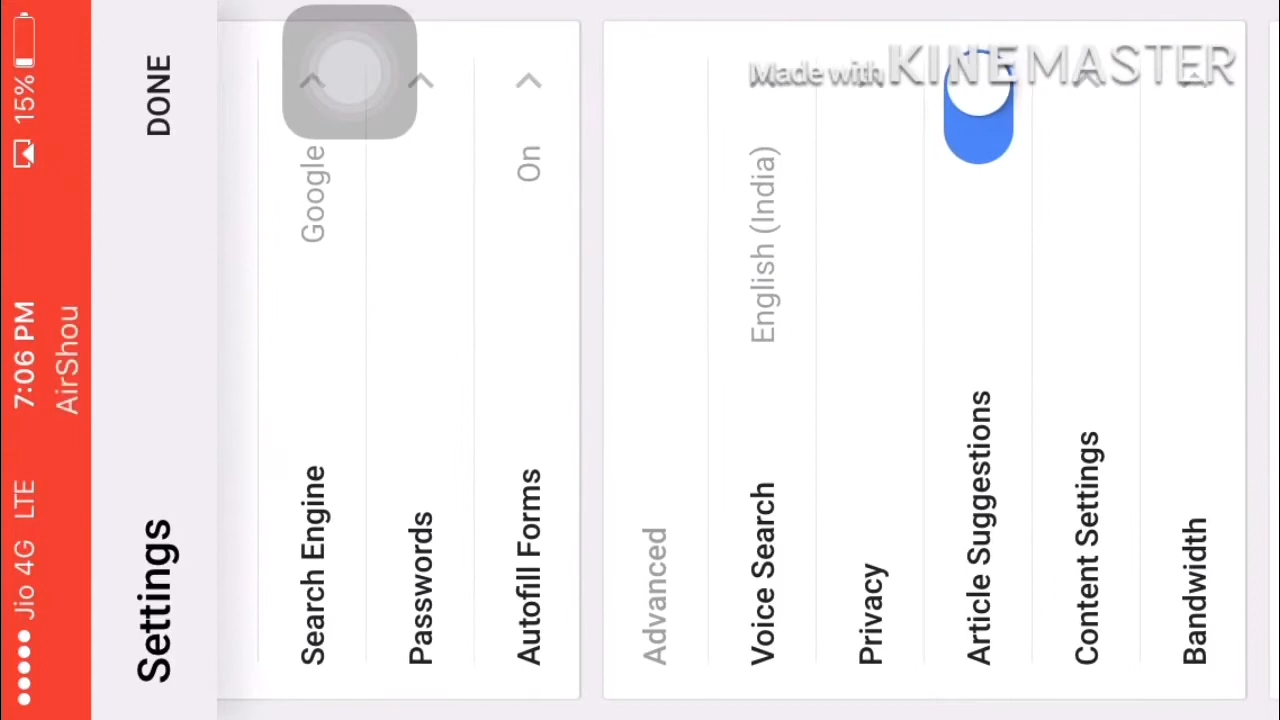 ●●●●● Jio 4G LTE 7:06 PM 15%
AirShou
Settings DONE
Search Engine Google
Passwords
Autofill Forms On
Advanced
Voice Search English (India)
Privacy
Article Suggestions
Content Settings
Bandwidth
Made with KINEMASTER